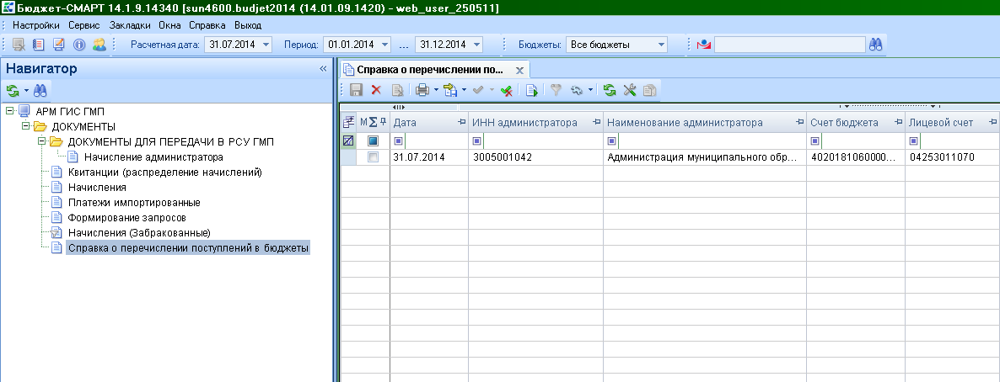 Бюджет-СМАРТ 14.1.9.14340 [sun4600.budjet2014 (14.01.09.1420) - web_user_250511]
Настройки Сервис Закладки Окна Справка Выход
Расчетная дата: 31.07.2014 Период: 01.01.2014 ... 31.12.2014 Бюджеты: Все бюджеты
Навигатор
АРМ ГИС ГМП
ДОКУМЕНТЫ
ДОКУМЕНТЫ ДЛЯ ПЕРЕДАЧИ В РСУ ГМП
Начисление администратора
Квитанции (распределение начислений)
Начисления
Платежи импортированные
Формирование запросов
Начисления (Забракованные)
Справка о перечислении поступлений в бюджеты
Справка о перечислении по...
М Σ Дата ИНН администратора Наименование администратора Счет бюджета Лицевой счет
31.07.2014 3005001042 Администрация муниципального обр... 4020181060000... 04253011070